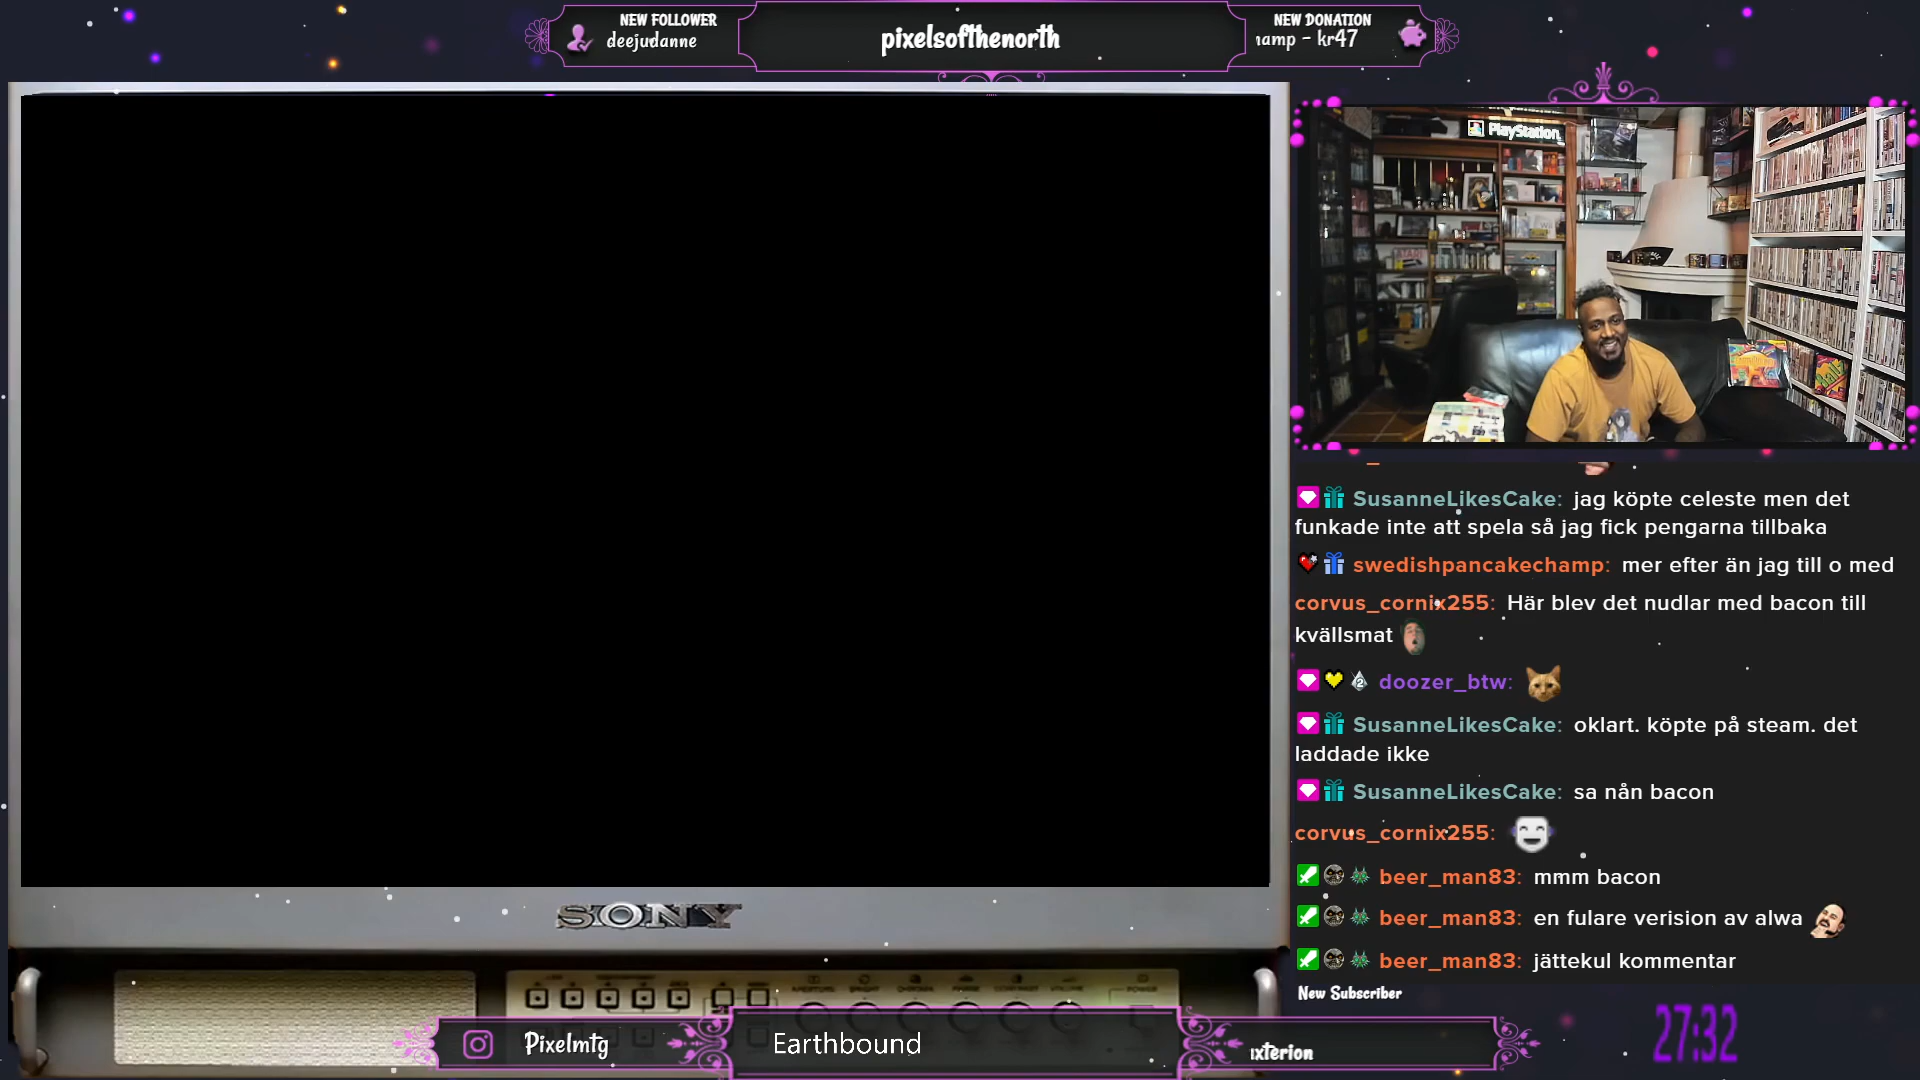 NEW FOLLOWER
deejudanne
pixelsofthenorth
NEW DONATION
hamp - kr47
PlayStation
SusanneLikesCake: jag köpte celeste men det
funkade inte att spela så jag fick pengarna tillbaka
swedishpancakechamp: mer efter än jag till o med
corvus_cornix255: Här blev det nudlar med bacon till
kvällsmat
doozer_btw:
SusanneLikesCake: oklart. köpte på steam. det
laddade ikke
SusanneLikesCake: sa nån bacon
corvus_cornix255:
beer_man83: mmm bacon
beer_man83: en fulare verision av alwa
beer_man83: jättekul kommentar
SONY
New Subscriber
Pixelmtg
Earthbound
xterion
27:32